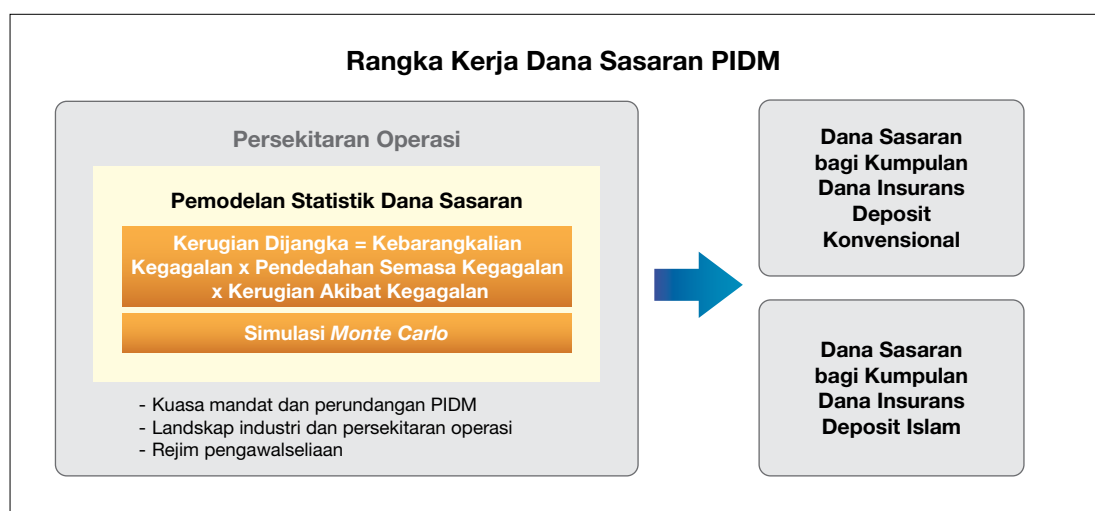 Rangka Kerja Dana Sasaran PIDM
Persekitaran Operasi
Pemodelan Statistik Dana Sasaran
Kerugian Dijangka = Kebarangkalian
Kegagalan x Pendedahan Semasa Kegagalan
x Kerugian Akibat Kegagalan
Simulasi Monte Carlo
- Kuasa mandat dan perundangan PIDM
- Landskap industri dan persekitaran operasi
- Rejim pengawalseliaan
Dana Sasaran
bagi Kumpulan
Dana Insurans
Deposit
Konvensional
Dana Sasaran
bagi Kumpulan
Dana Insurans
Deposit Islam